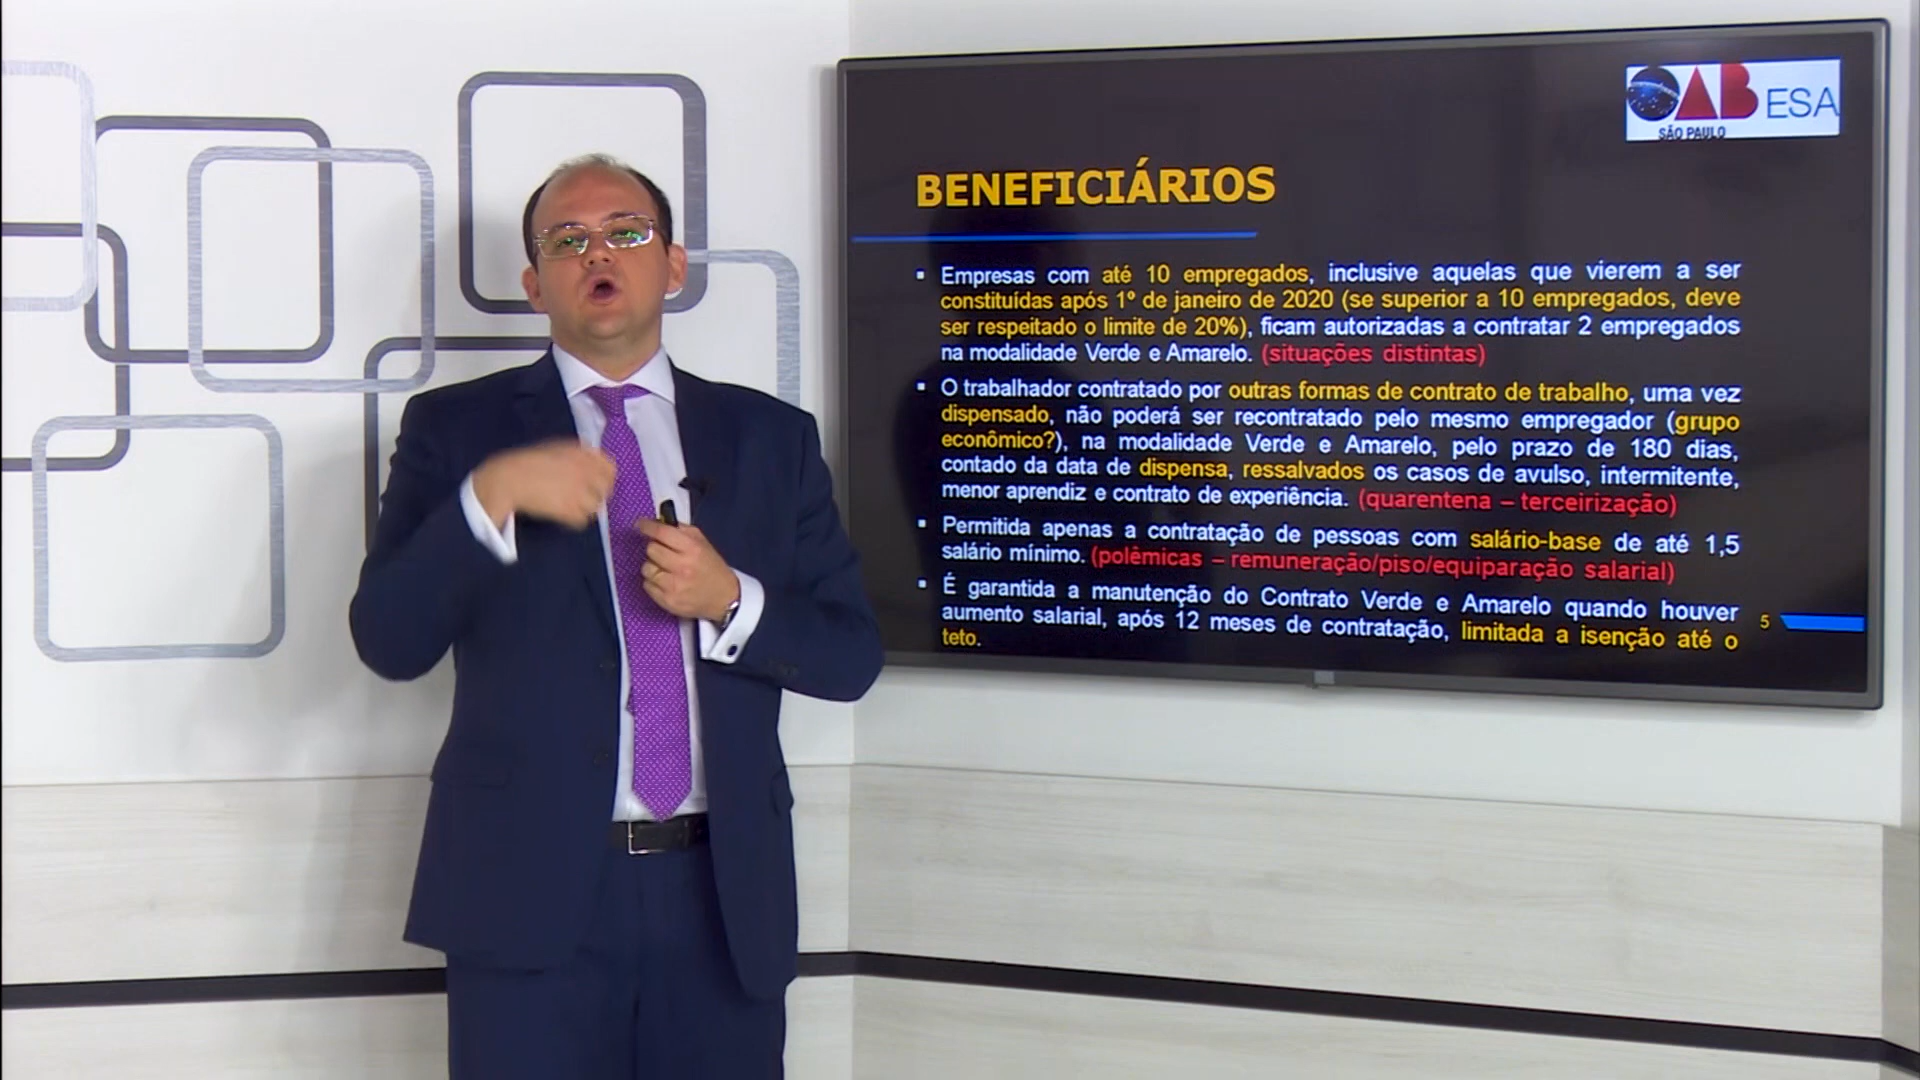 OAB ESA
SÃO PAULO
BENEFICIÁRIOS
▪ Empresas com até 10 empregados, inclusive aquelas que vierem a ser
constituídas após 1º de janeiro de 2020 (se superior a 10 empregados, deve
ser respeitado o limite de 20%), ficam autorizadas a contratar 2 empregados
na modalidade Verde e Amarelo. (situações distintas)
▪ O trabalhador contratado por outras formas de contrato de trabalho, uma vez
dispensado, não poderá ser recontratado pelo mesmo empregador (grupo
econômico?), na modalidade Verde e Amarelo, pelo prazo de 180 dias,
contado da data de dispensa, ressalvados os casos de avulso, intermitente,
menor aprendiz e contrato de experiência. (quarentena – terceirização)
▪ Permitida apenas a contratação de pessoas com salário-base de até 1,5
salário mínimo. (polêmicas – remuneração/piso/equiparação salarial)
▪ É garantida a manutenção do Contrato Verde e Amarelo quando houver
aumento salarial, após 12 meses de contratação, limitada a isenção até o
teto.
5